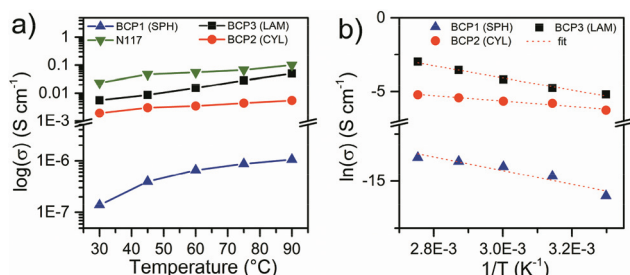 a)
BCP1 (SPH)
BCP3 (LAM)
N117
BCP2 (CYL)
log(σ) (S cm⁻¹)
1
0.1
0.01
1E-3
1E-6
1E-7
30 40 50 60 70 80 90
Temperature (°C)
b)
BCP1 (SPH)
BCP3 (LAM)
BCP2 (CYL)
fit
ln(σ) (S cm⁻¹)
0
-5
-15
2.8E-3 3.0E-3 3.2E-3
1/T (K⁻¹)